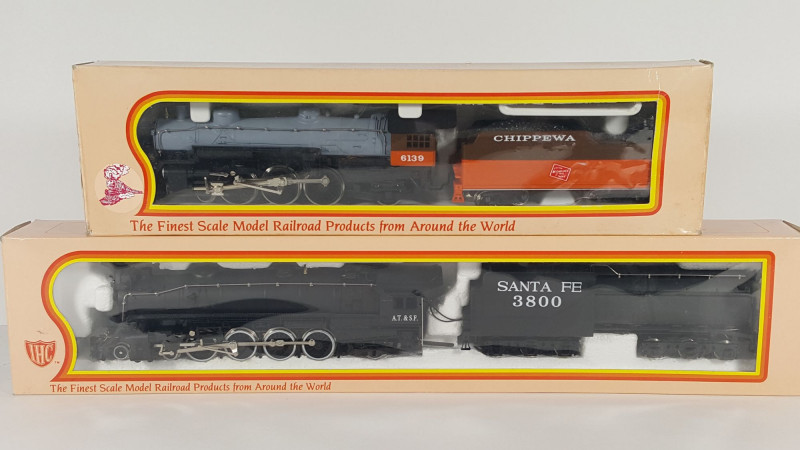 CHIPPEWA
6139
The Finest Scale Model Railroad Products from Around the World
SANTA FE
3800
A.T. & S.F.
IHC
TM
The Finest Scale Model Railroad Products from Around the World